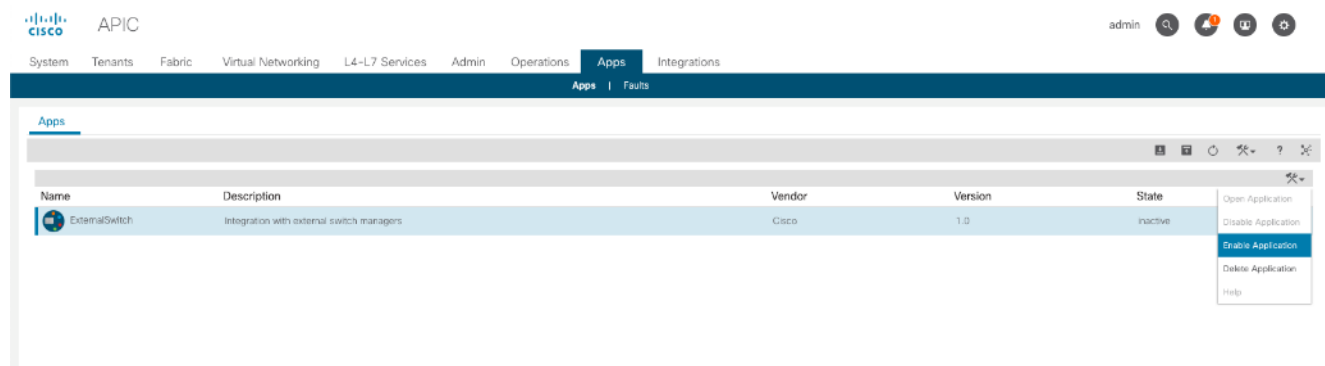 cisco APIC admin 1
System Tenants Fabric Virtual Networking L4-L7 Services Admin Operations Apps Integrations
Apps | Faults
Apps
?
Name Description Vendor Version State
ExternalSwitch Integration with external switch managers Cisco 1.0 inactive
Open Application
Disable Application
Enable Application
Delete Application
Help